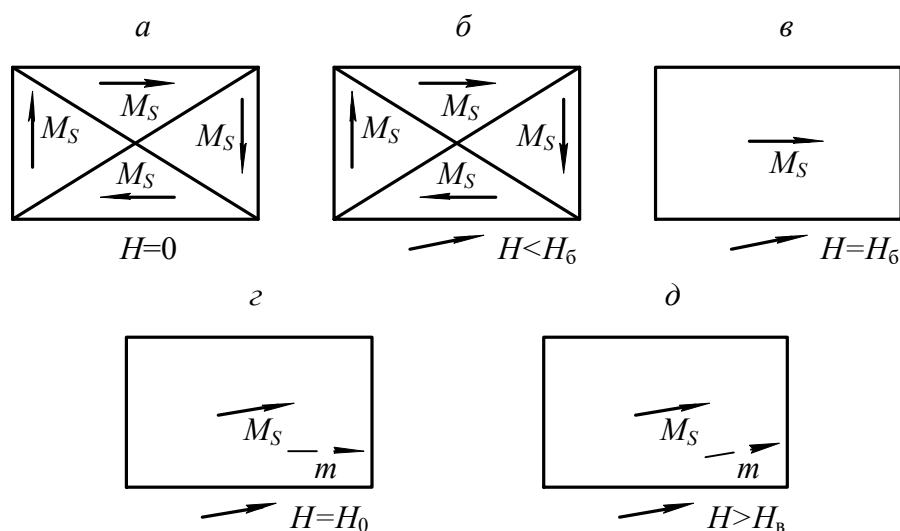 а б в
M_S M_S M_S M_S
M_S M_S M_S M_S
M_S
H=0 H<H_б H=H_б
г д
M_S m
M_S m
H=H_0 H>H_в